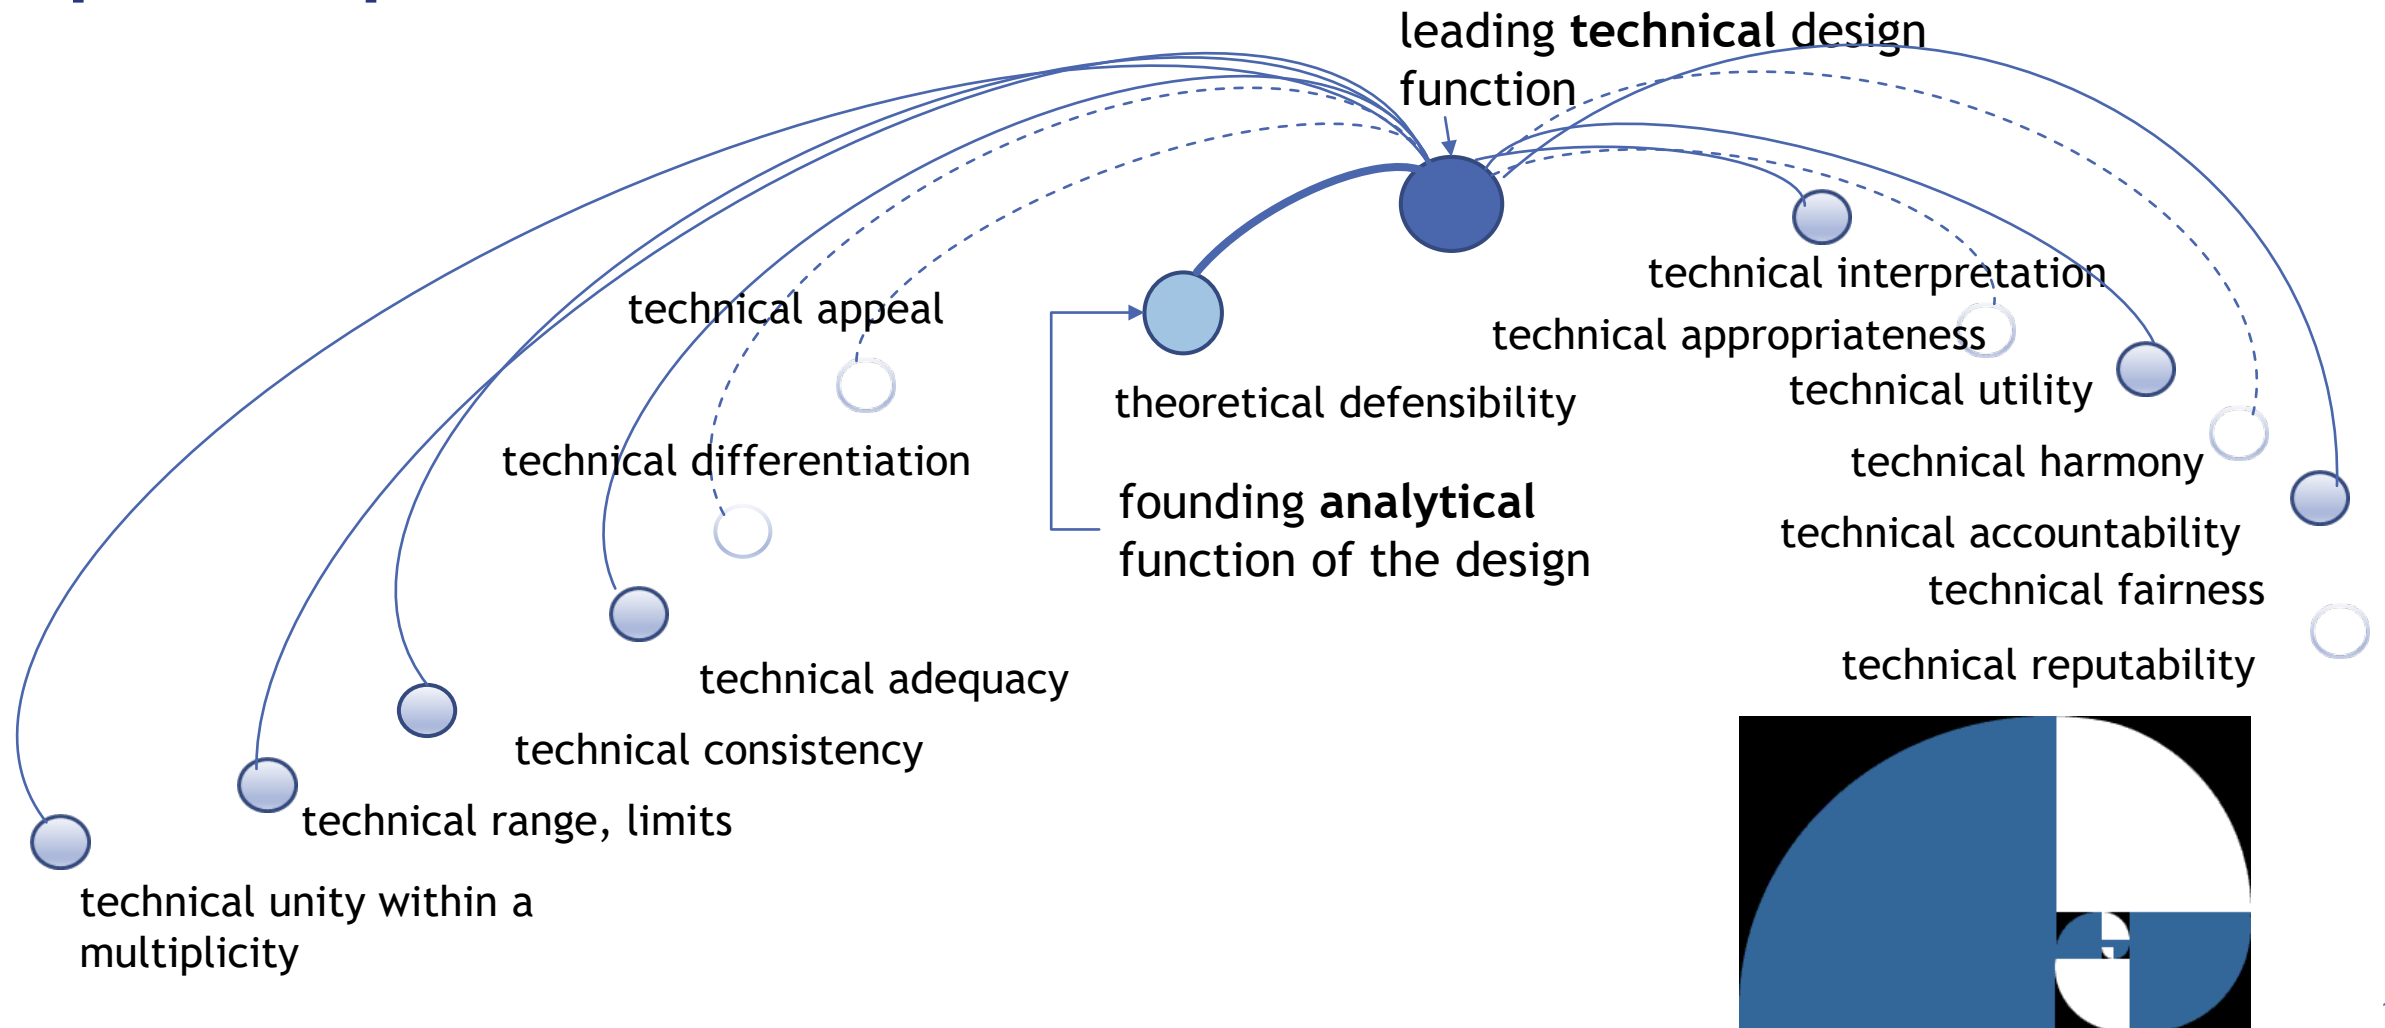 leading technical design
function
technical interpretation
technical appeal
technical appropriateness
technical utility
theoretical defensibility
technical differentiation
technical harmony
founding analytical
function of the design
technical accountability
technical fairness
technical reputability
technical adequacy
technical consistency
technical range, limits
technical unity within a
multiplicity